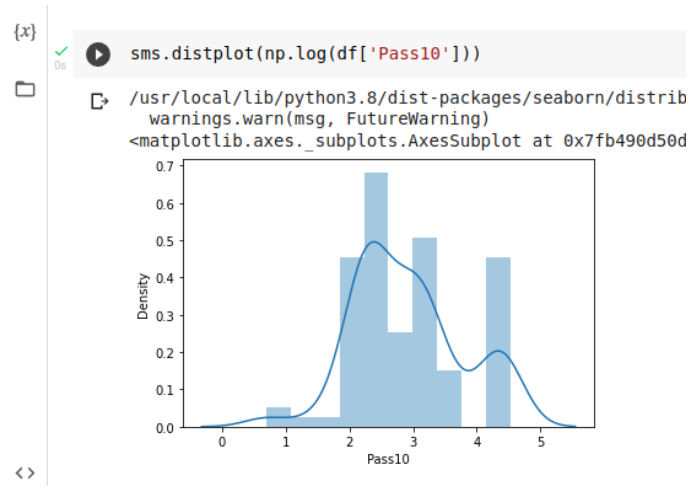 {x}
0s
sms.distplot(np.log(df['Pass10']))
/usr/local/lib/python3.8/dist-packages/seaborn/distrib
warnings.warn(msg, FutureWarning)
<matplotlib.axes._subplots.AxesSubplot at 0x7fb490d50d
0.7
0.6
0.5
0.4
0.3
0.2
0.1
0.0
Density
0 1 2 3 4 5
Pass10
<>